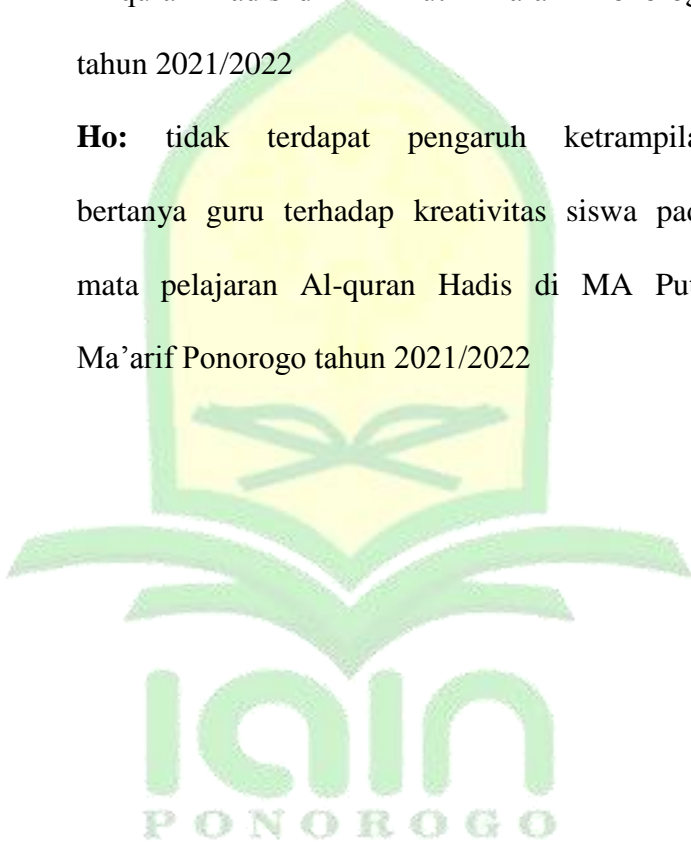 tahun 2021/2022
Ho: tidak terdapat pengaruh
bertanya guru terhadap kreativitas siswa
mata pelajaran Al-quran Hadis di MA
Ma’arif Ponorogo tahun 2021/2022
iain
PONOROGO